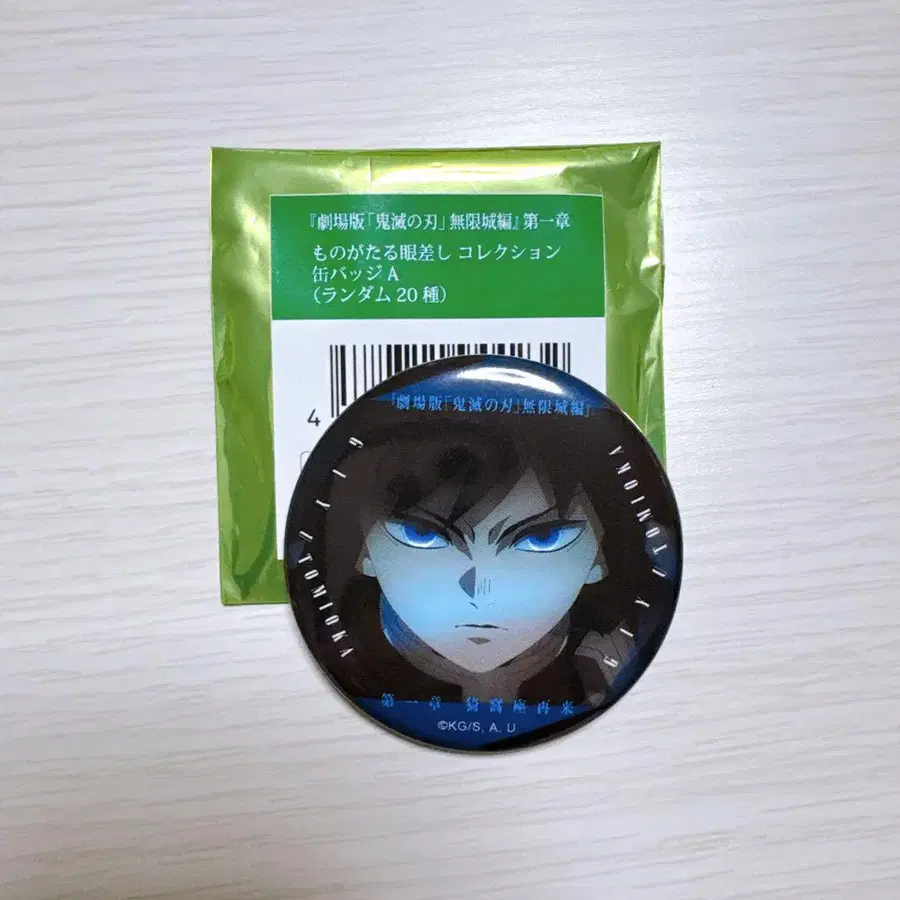 『劇場版「鬼滅の刃」無限城編』第一章
ものがたる眼差し コレクション
缶バッジA
（ランダム20種）
4
『劇場版「鬼滅の刃」無限城編』
GIYU TOMIOKA
GIYU TOMIOKA
第一章 猗窩座再来
©KG/S, A, U